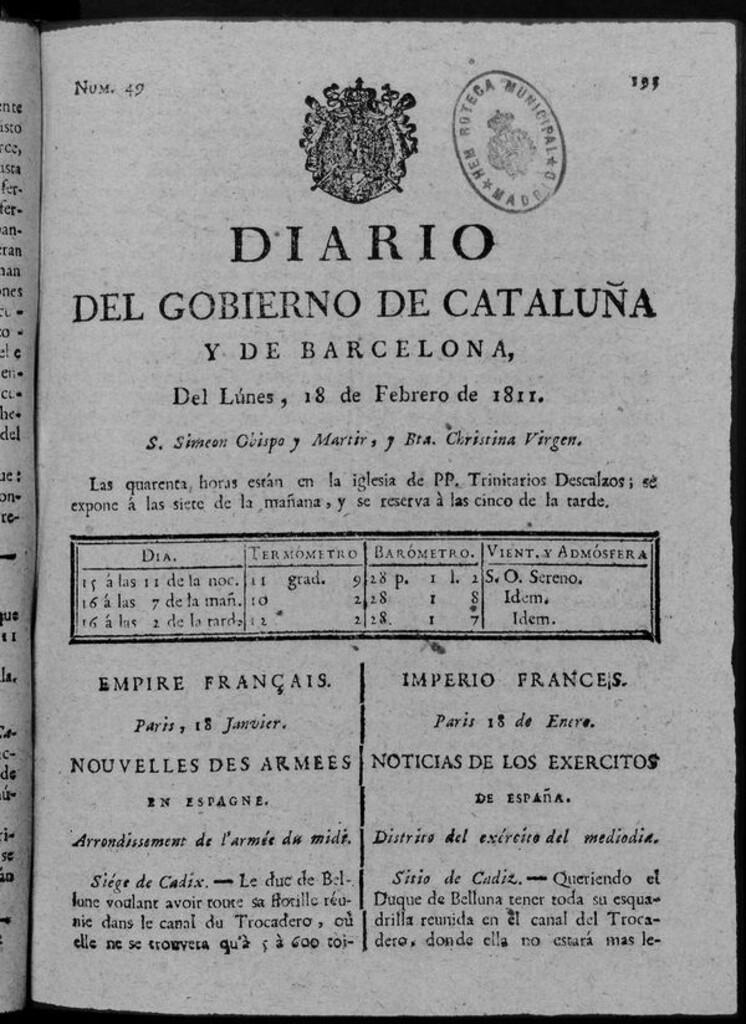 NUM. 49
195
HEMEROTECA MUNICIPAL
★ MADRID ★
DIARIO
DEL GOBIERNO DE CATALUÑA
Y DE BARCELONA,
Del Lúnes, 18 de Febrero de 1811.
S. Simeon Obispo y Martir, y Bta. Christina Virgen.
Las quarenta horas están en la iglesia de PP. Trinitarios Descalzos; se
expone á las siete de la mañana, y se reserva à las cinco de la tarde.
DIA. TERMÓMETRO BARÓMETRO. VIENT. Y ADMÓSFERA
15 á las 11 de la noc. 11 grad. 9 28 p. 1 l. 2 S. O. Sereno.
16 á las 7 de la mañ. 10 2 28 1 8 Idem.
16 á las 2 de la tard. 12 2 28. 1 7 Idem.
EMPIRE FRANÇAIS.
Paris, 18 Janvier.
NOUVELLES DES ARMEES
EN ESPAGNE.
Arrondissement de l'armée du midi.
Siége de Cadix. — Le duc de Bel-
lune voulant avoir toute sa flotille réu-
nie dans le canal du Trocadero, où
elle ne se trouvera qu'à 5 à 600 toi-
IMPERIO FRANCES.
Paris 18 de Enero.
NOTICIAS DE LOS EXERCITOS
DE ESPAÑA.
Distrito del exército del mediodia.
Sitio de Cadiz. — Queriendo el
Duque de Belluna tener toda su esqua-
drilla reunida en el canal del Troca-
dero, donde ella no estará mas le-